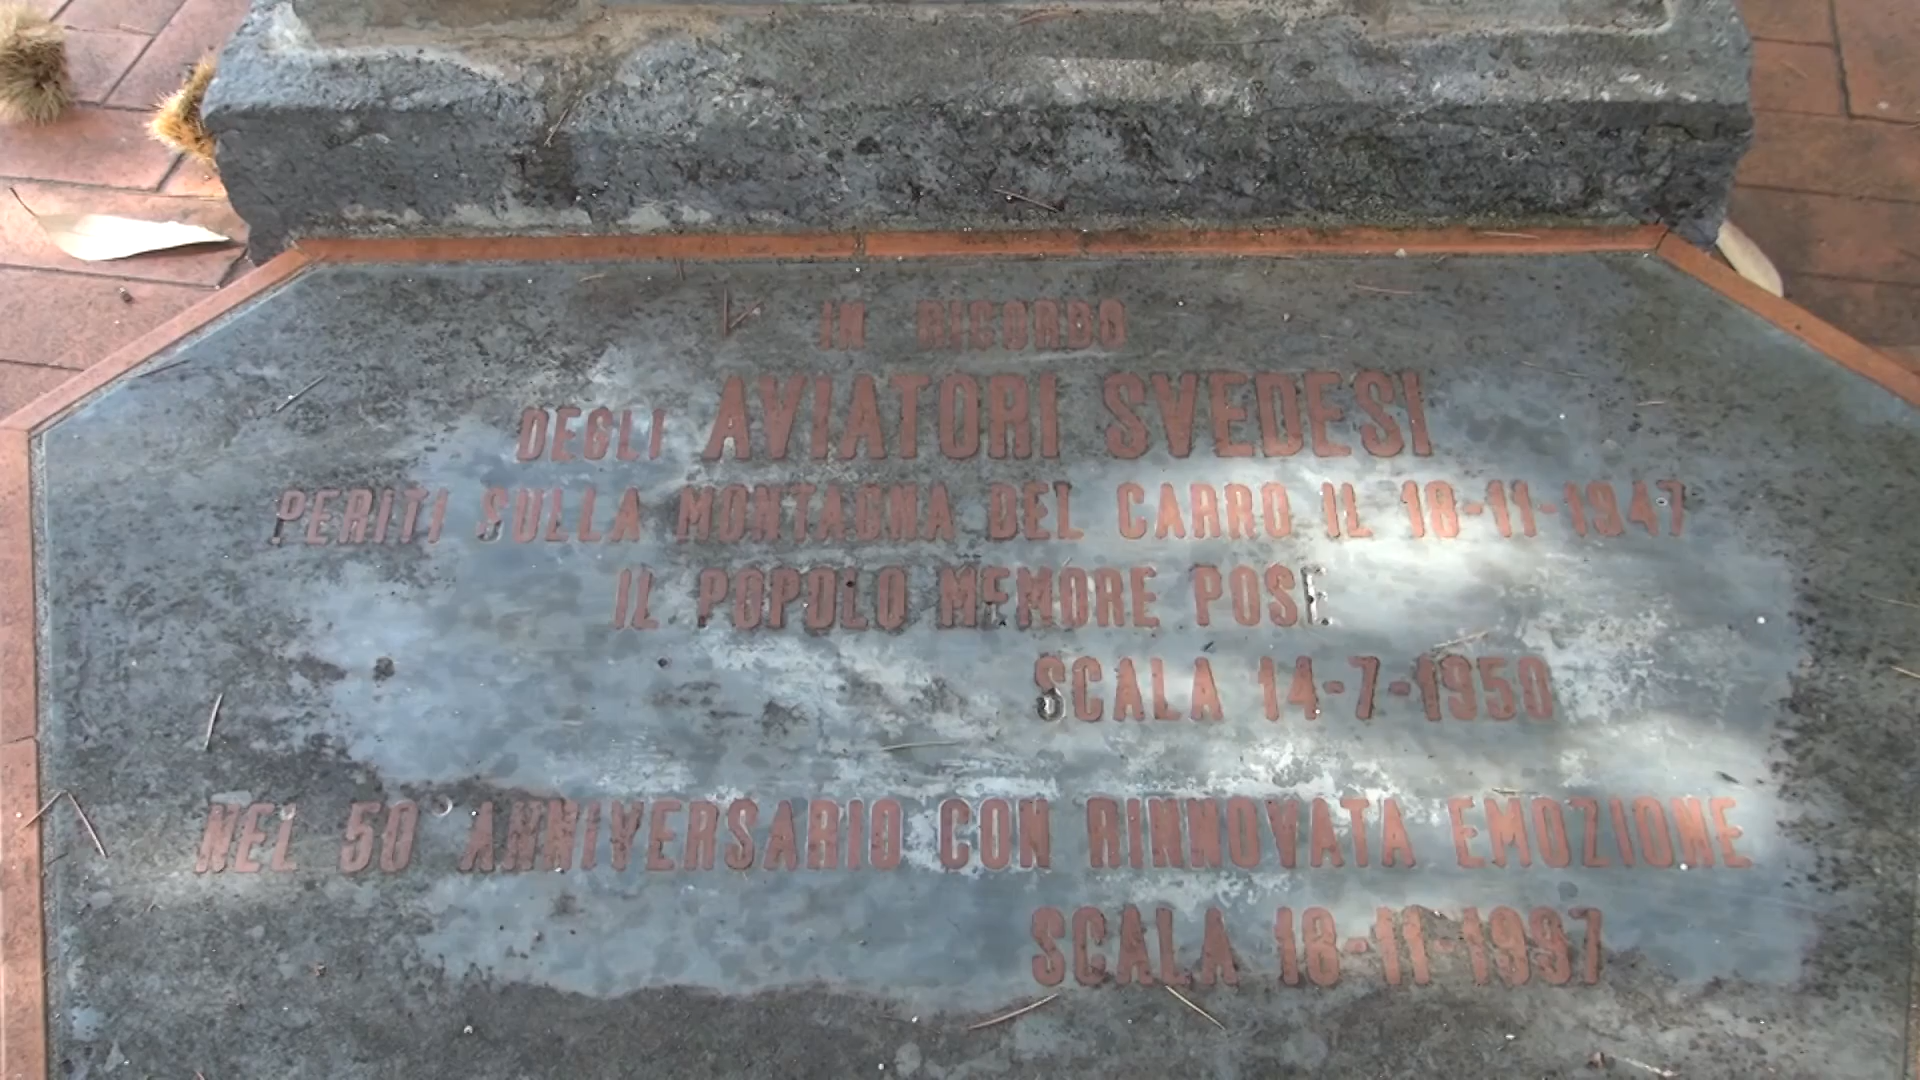 IN RICORDO
DEGLI AVIATORI SVEDESI
PERITI SULLA MONTAGNA DEL CARRO IL 18-11-1947
IL POPOLO MEMORE POSE
SCALA 14-7-1950
NEL 50° ANNIVERSARIO CON RINNOVATA EMOZIONE
SCALA 18-11-1997